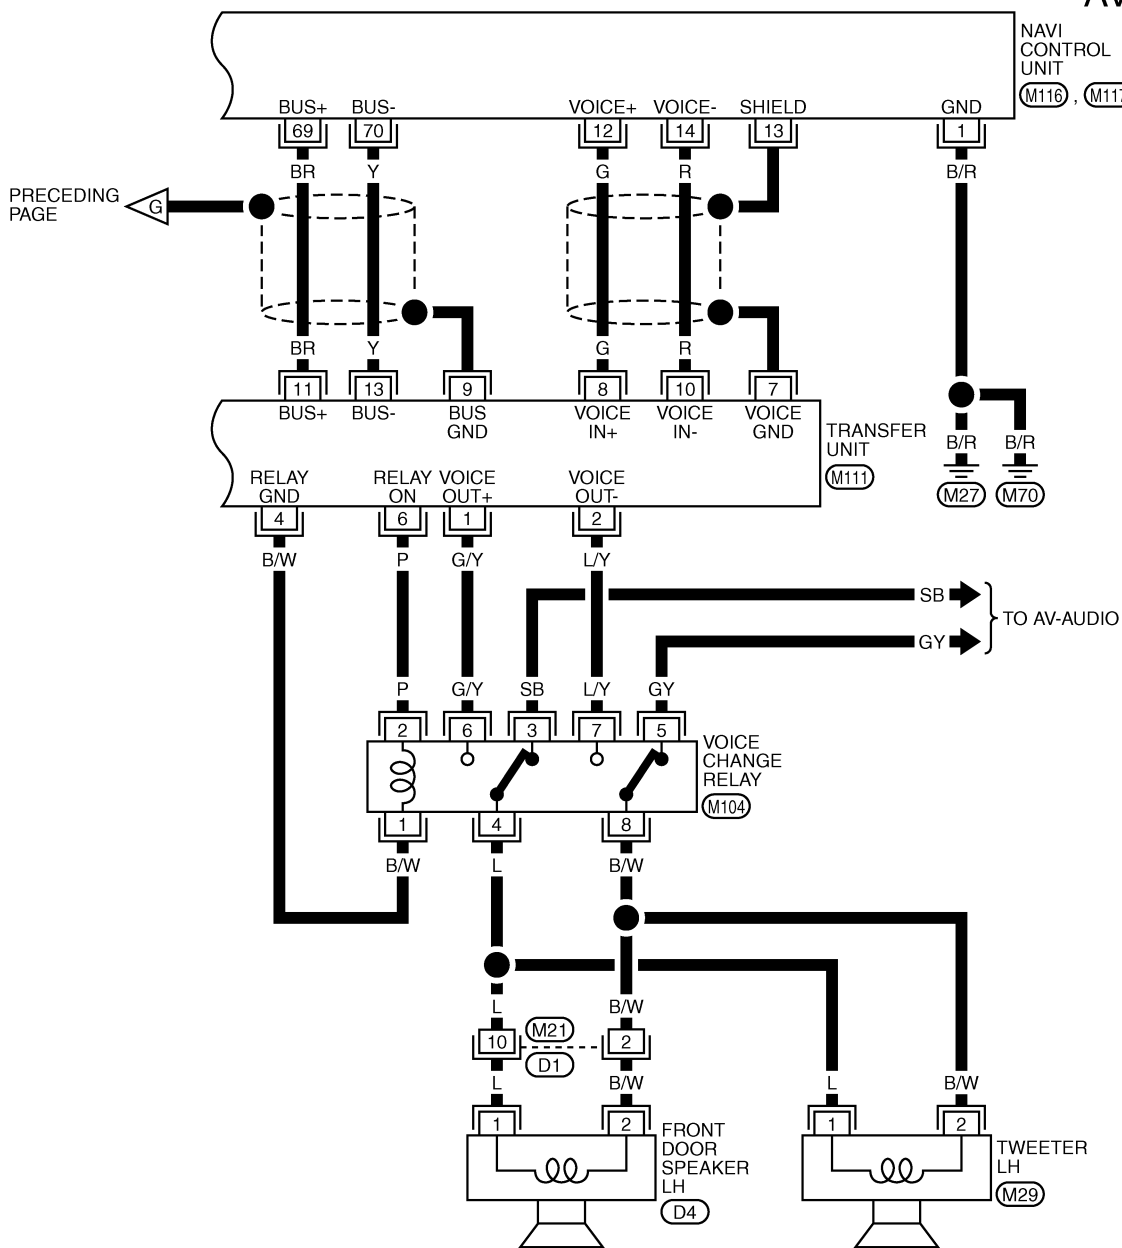 NAVI
CONTROL
UNIT
M116 ,
BUS+ BUS- VOICE+ VOICE- SHIELD GND
69 70 12 14 13 1
BR Y G R B/R
PRECEDING
PAGE
G
BR Y G R
11 13 9 8 10 7
BUS+ BUS- BUS VOICE VOICE VOICE
GND IN+ IN- GND
TRANSFER
UNIT
M111
B/R B/R
M27 M70
RELAY RELAY VOICE VOICE
GND ON OUT+ OUT-
4 6 1 2
B/W P G/Y L/Y
SB
TO AV-AUDIO
GY
P G/Y SB L/Y GY
2 6 3 7 5
VOICE
CHANGE
RELAY
M104
1 4 8
B/W L B/W
L B/W
10 M21 2
D1
L B/W L B/W
1 2 1 2
FRONT
DOOR
SPEAKER
LH
D4
TWEETER
LH
M29